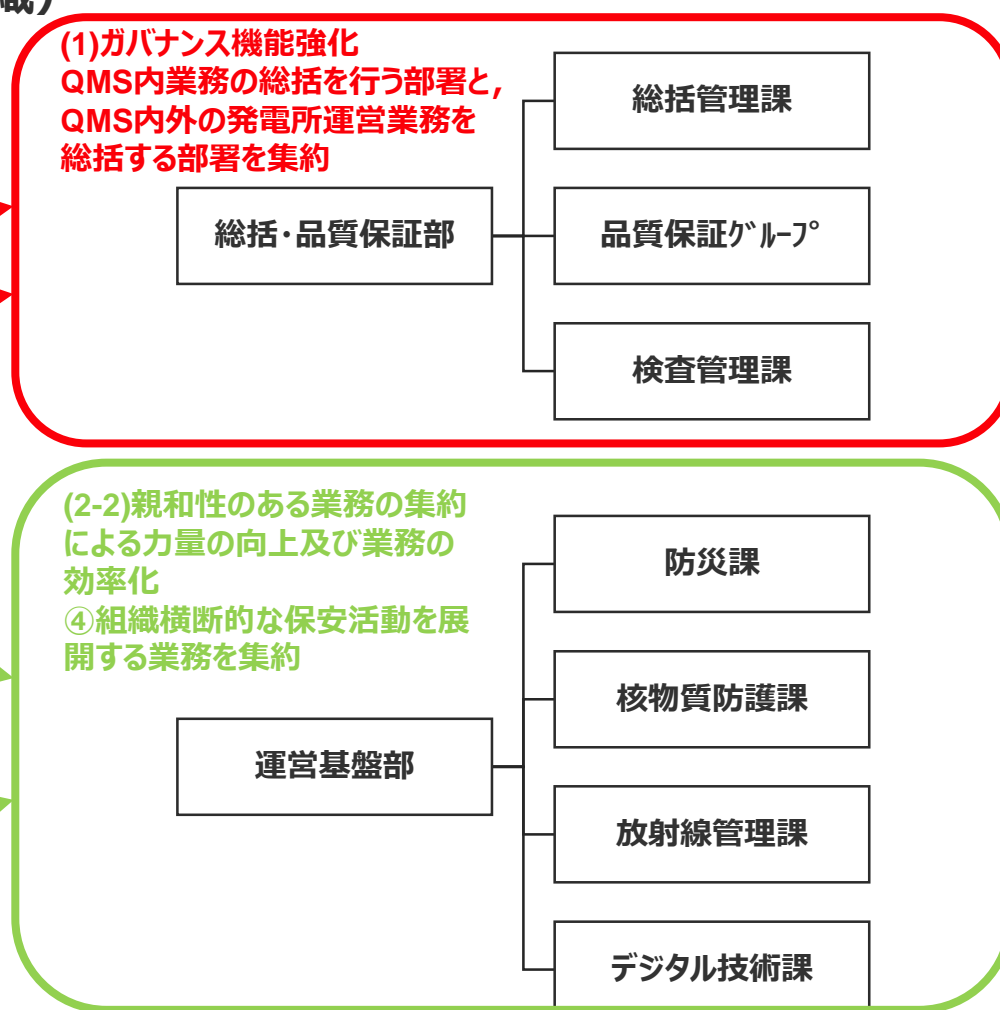 織)
(1)ガバナンス機能強化
QMS内業務の総括を行う部署と,
QMS内外の発電所運営業務を
総括する部署を集約
総括管理課
総括・品質保証部
品質保証ｸﾞﾙｰﾌﾟ
検査管理課
(2-2)親和性のある業務の集約
による力量の向上及び業務の
効率化
④組織横断的な保安活動を展
開する業務を集約
防災課
核物質防護課
運営基盤部
放射線管理課
デジタル技術課